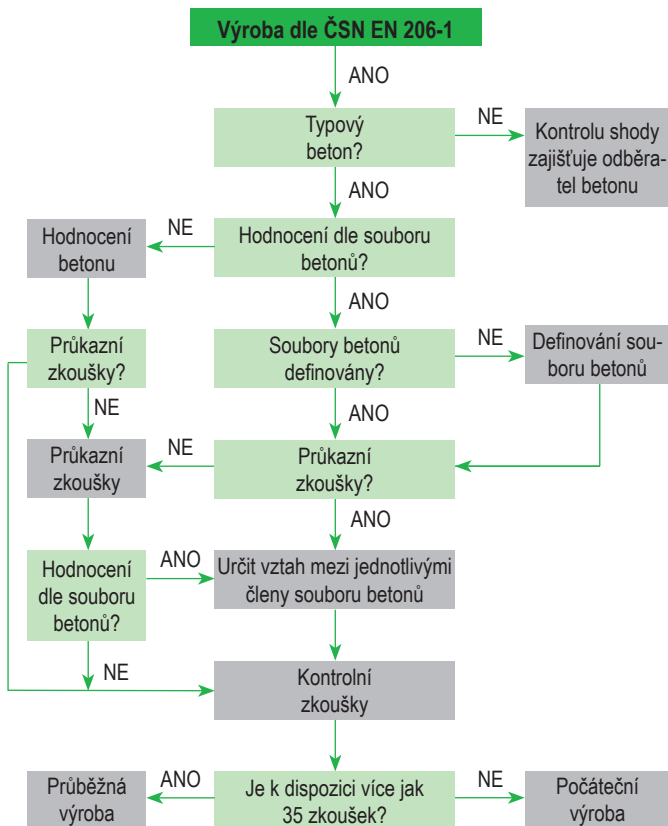 Výroba dle ČSN EN 206-1
ANO
Typový
beton?
NE
Kontrolu shody
zajišťuje odběra-
tel betonu
ANO
Hodnocení
betonu
NE
Hodnocení dle souboru
betonů?
ANO
Průkazní
zkoušky?
Soubory betonů
definovány?
NE
Definování sou-
boru betonů
NE
ANO
Průkazní
zkoušky
NE
Průkazní
zkoušky?
ANO
Hodnocení
dle souboru
betonů?
ANO
Určit vztah mezi jednotlivými
členy souboru betonů
NE
Kontrolní
zkoušky
Průběžná
výroba
ANO
Je k dispozici více jak
35 zkoušek?
NE
Počáteční
výroba